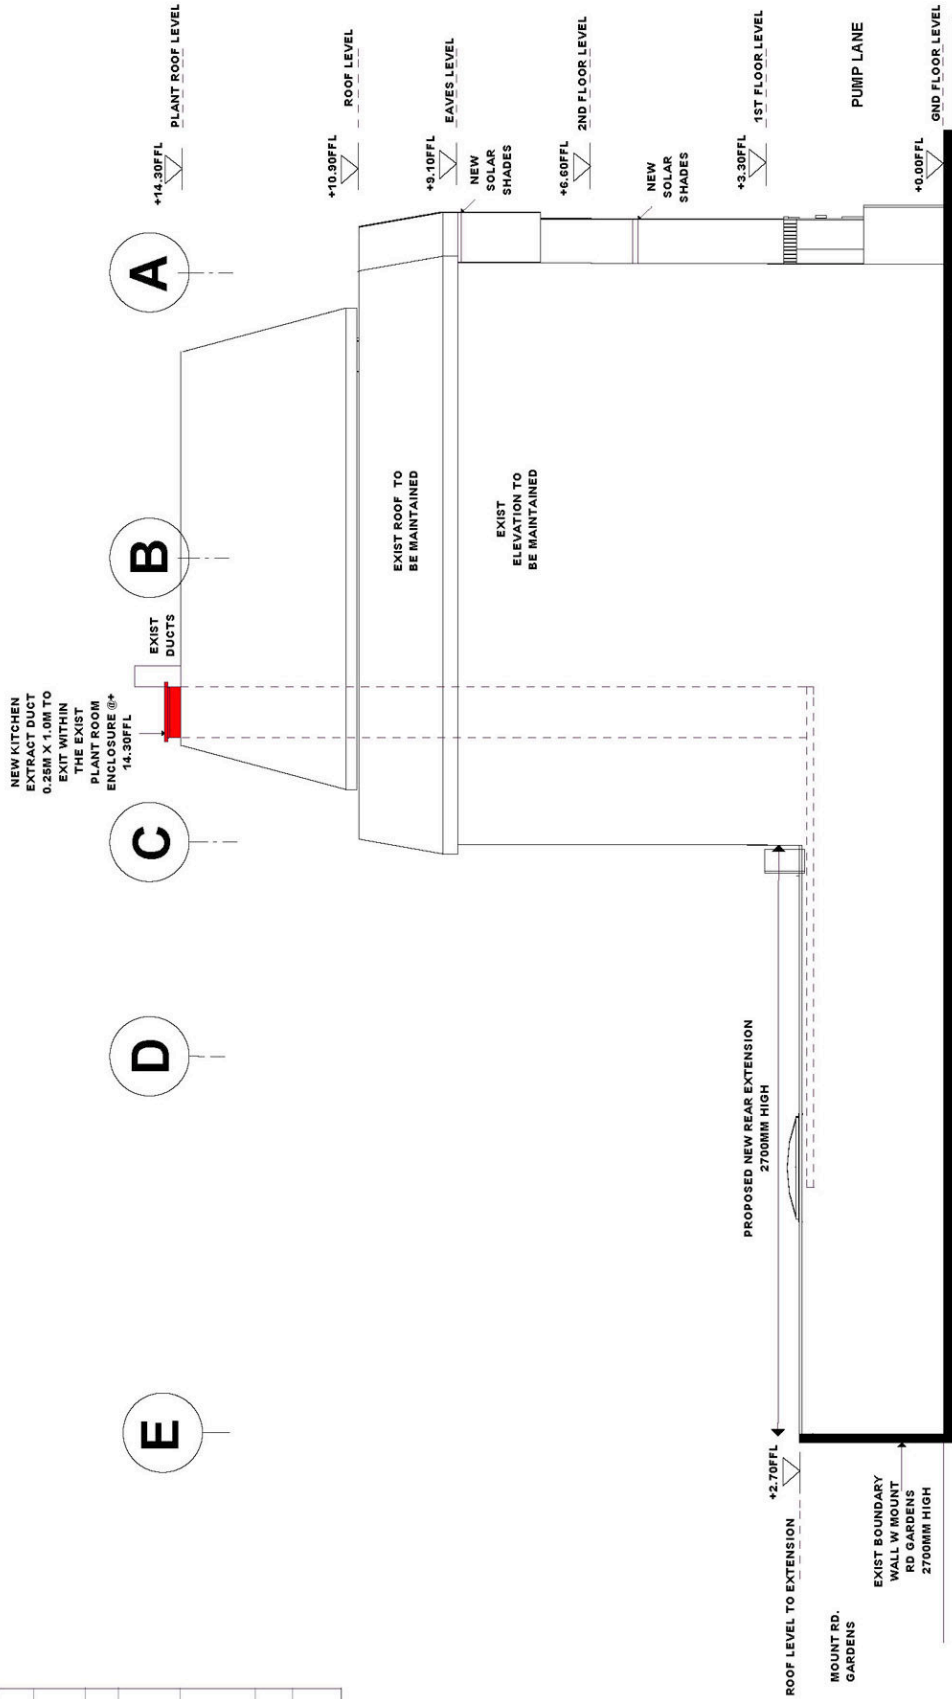 NEW KITCHEN
EXTRACT DUCT
0.25M X 1.0M TO
EXIT WITHIN
THE EXIST
PLANT ROOM
ENCLOSURE @+
14.30FFL
EXIST
DUCTS
E
D
C
B
A
+14.30FFL
PLANT ROOF LEVEL
+10.90FFL
ROOF LEVEL
+9.10FFL
EAVES LEVEL
NEW
SOLAR
SHADES
+6.60FFL
2ND FLOOR LEVEL
NEW
SOLAR
SHADES
+3.30FFL
1ST FLOOR LEVEL
PUMP LANE
+0.00FFL
GND FLOOR LEVEL
EXIST ROOF TO
BE MAINTAINED
EXIST
ELEVATION TO
BE MAINTAINED
PROPOSED NEW REAR EXTENSION
2700MM HIGH
+2.70FFL
ROOF LEVEL TO EXTENSION
MOUNT RD.
GARDENS
EXIST BOUNDARY
WALL W MOUNT
RD GARDENS
2700MM HIGH